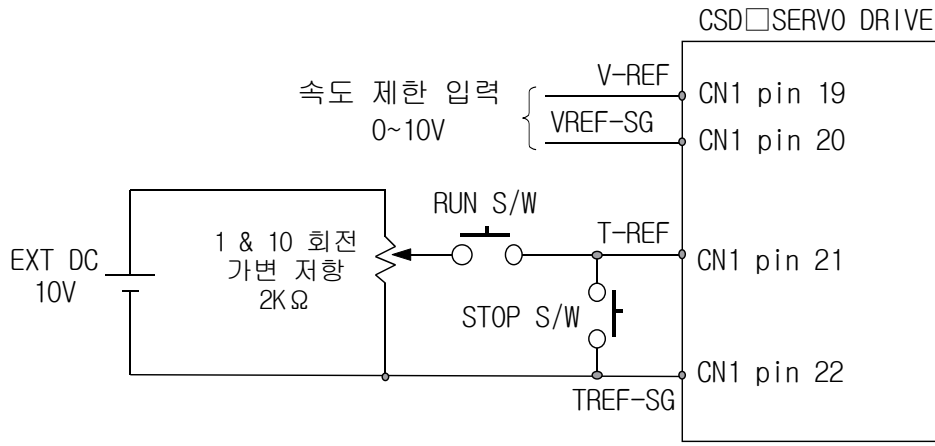 CSD□SERVO DRIVE
V-REF
CN1 pin 19
속도 제한 입력
0~10V
VREF-SG
CN1 pin 20
RUN S/W
T-REF
1 & 10 회전
가변 저항
2KΩ
EXT DC
10V
CN1 pin 21
STOP S/W
CN1 pin 22
TREF-SG